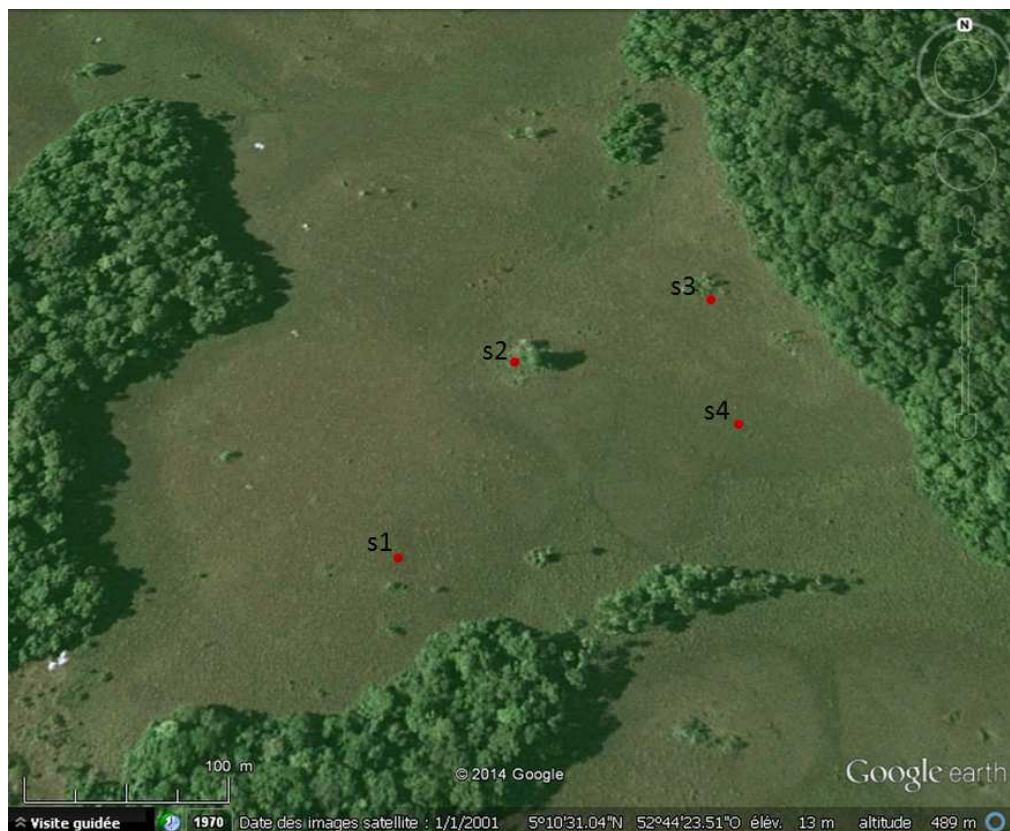 N
s3
s2
s4
s1
100 m
© 2014 Google
Google earth
Visite guidée
1970
Date des images satellite : 1/1/2001
5°10'31.04"N 52°44'23.51"O élév. 13 m altitude 489 m